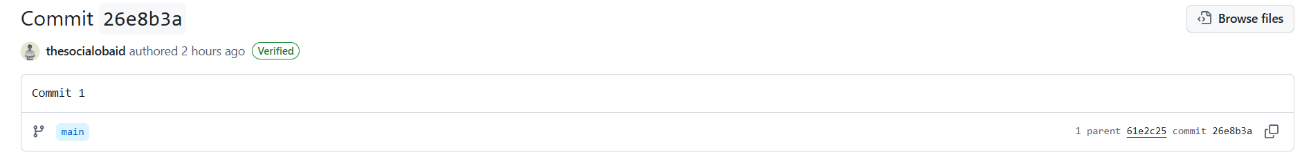 Commit 26e8b3a
Browse files
thesocialobaid authored 2 hours ago Verified
Commit 1
main
1 parent 61e2c25 commit 26e8b3a